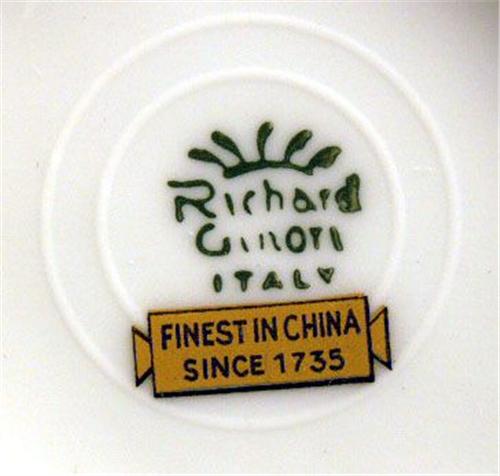 Richard
Ginori
ITALY
FINEST IN CHINA
SINCE 1735